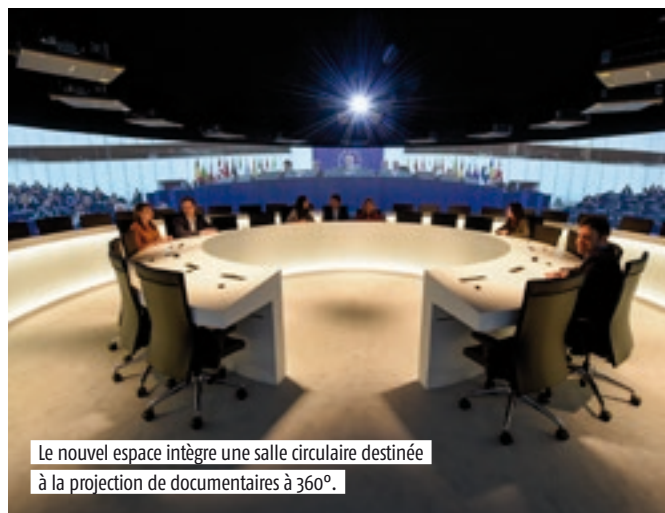 Le nouvel espace intègre une salle circulaire destinée
à la projection de documentaires à 360°.